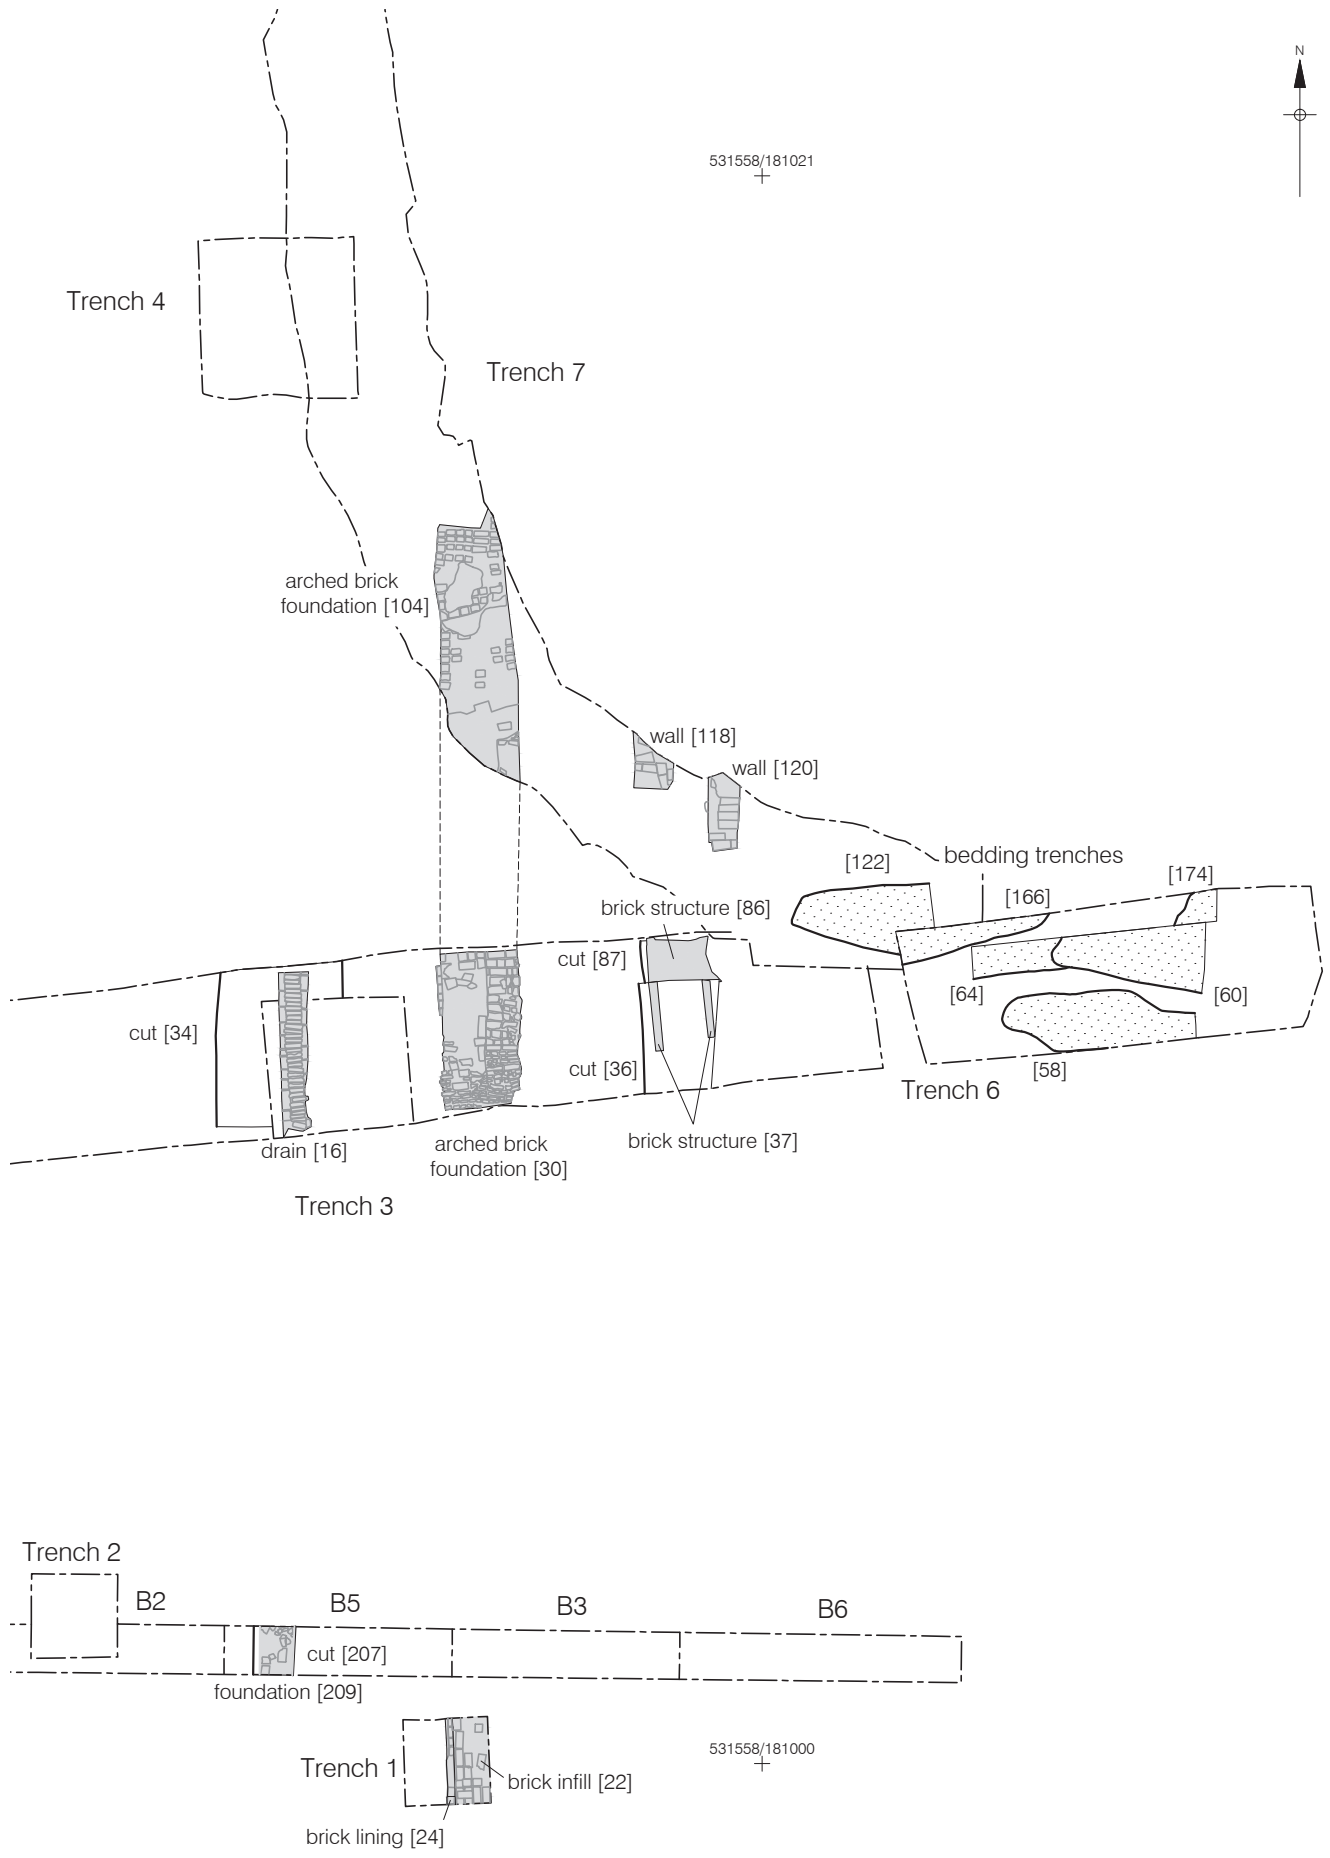 N
531558/181021
Trench 4
Trench 7
arched brick
foundation [104]
wall [118]
wall [120]
[122]
bedding trenches
[174]
[166]
brick structure [86]
cut [87]
[64]
[60]
cut [34]
cut [36]
[58]
Trench 6
drain [16]
arched brick
foundation [30]
brick structure [37]
Trench 3
Trench 2
B2
B5
B3
B6
cut [207]
foundation [209]
531558/181000
Trench 1
brick infill [22]
brick lining [24]